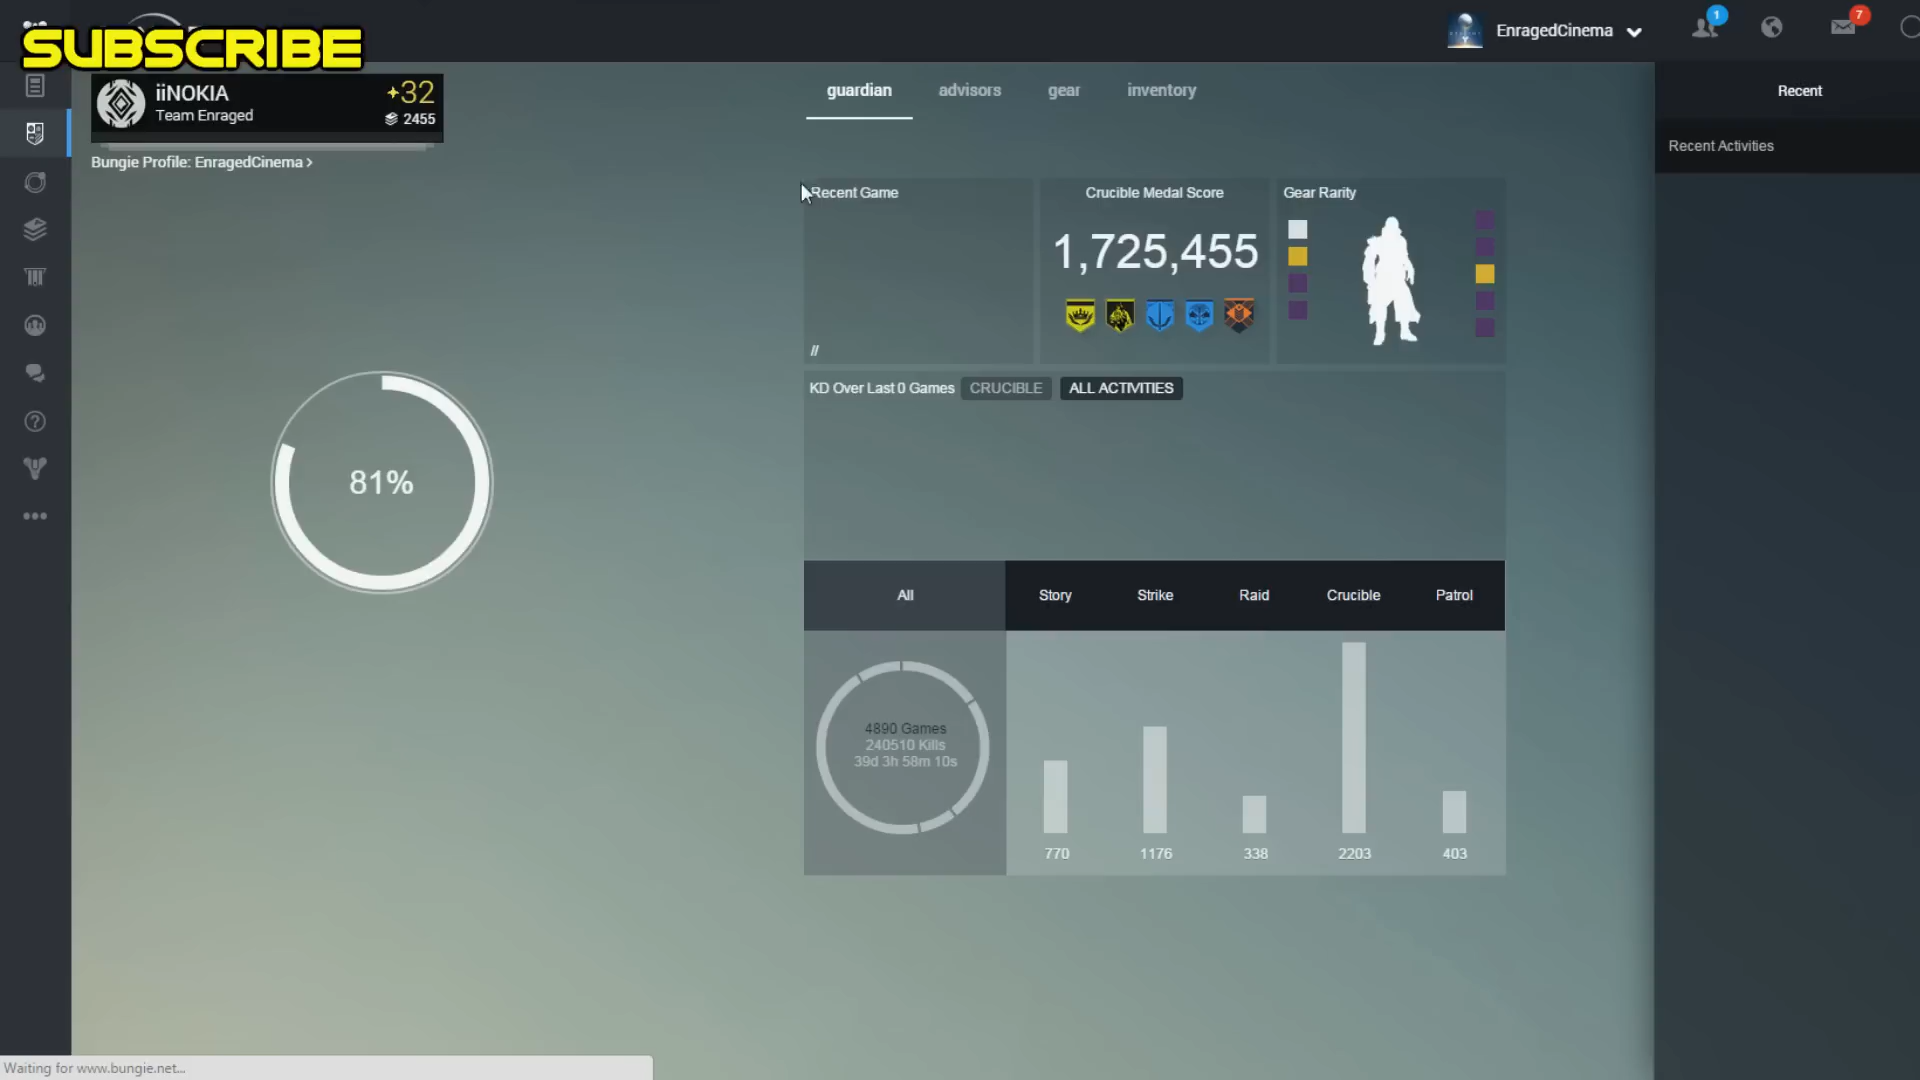 SUBSCRIBE
EnragedCinema
1
7
iiNOKIA
32
Team Enraged
2455
Bungie Profile: EnragedCinema >
guardian
advisors
gear
inventory
Recent
Recent Activities
Recent Game
//
Crucible Medal Score
1,725,455
Gear Rarity
KD Over Last 0 Games
CRUCIBLE
ALL ACTIVITIES
81%
All
Story
Strike
Raid
Crucible
Patrol
4890 Games
240510 Kills
39d 3h 58m 10s
770
1176
338
2203
403
Waiting for www.bungie.net...